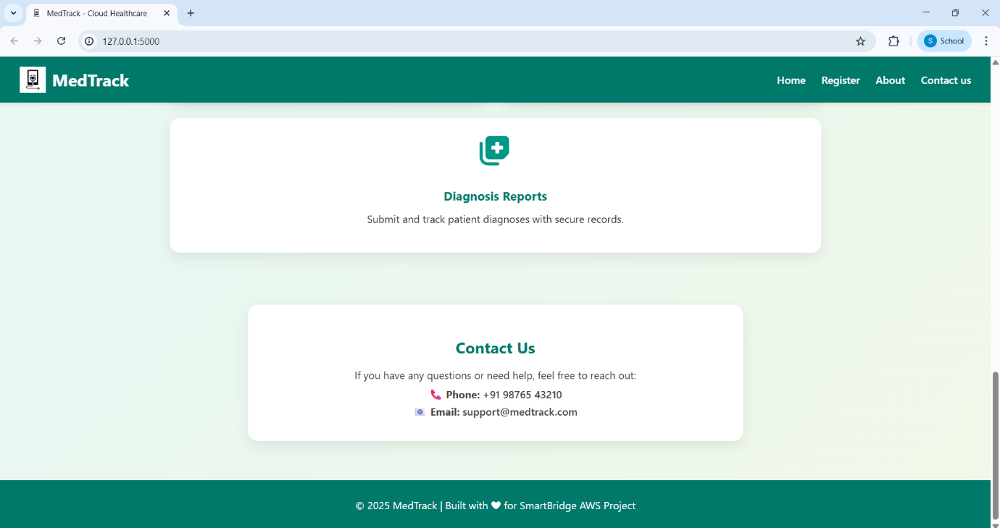 MedTrack - Cloud Healthcare
127.0.0.1:5000
S School
MedTrack
Home Register About Contact us
Diagnosis Reports
Submit and track patient diagnoses with secure records.
Contact Us
If you have any questions or need help, feel free to reach out:
Phone: +91 98765 43210
Email: support@medtrack.com
© 2025 MedTrack | Built with ❤ for SmartBridge AWS Project